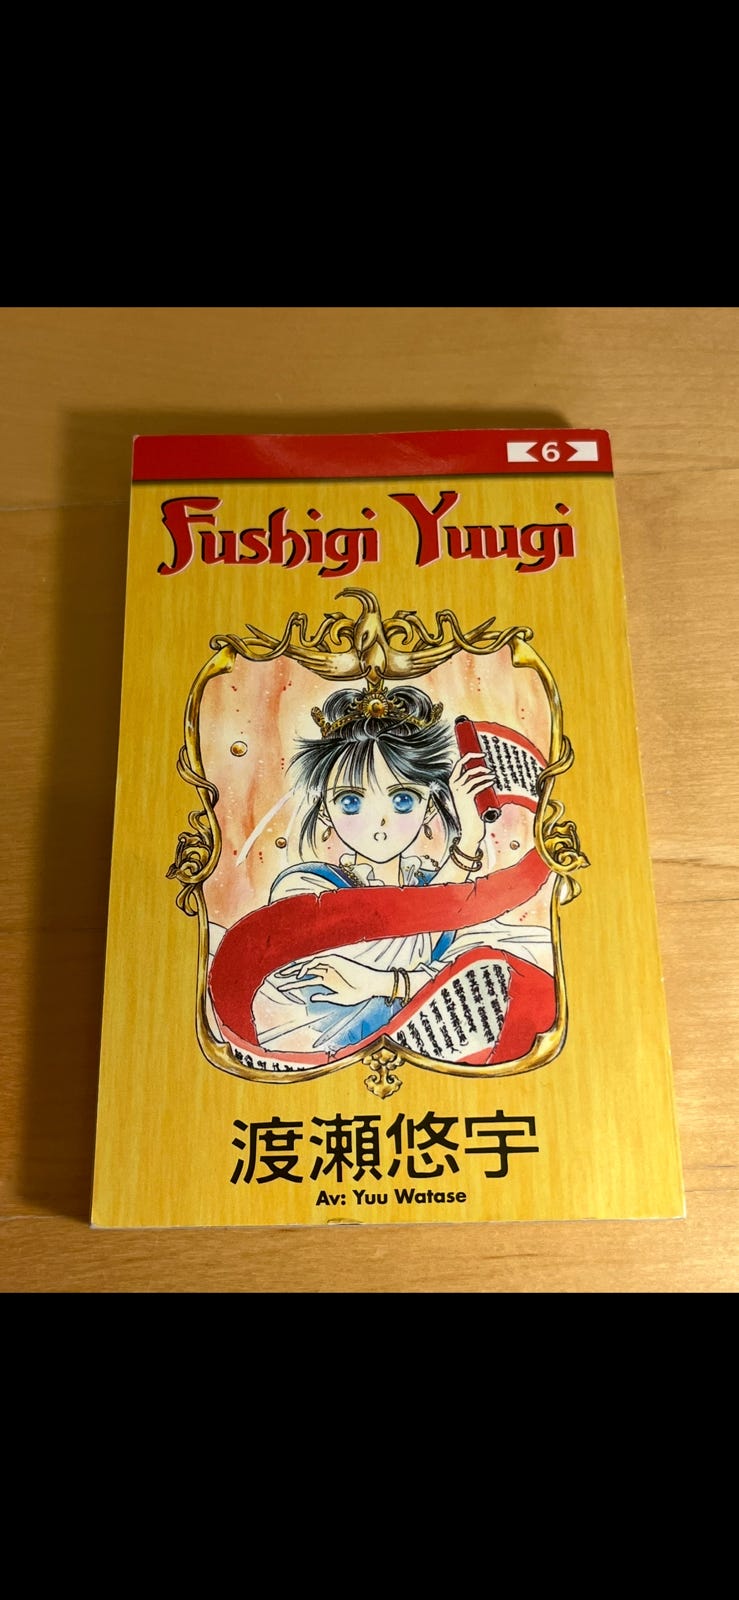 6
Fushigi Yuugi
渡瀬悠宇
Av: Yuu Watase